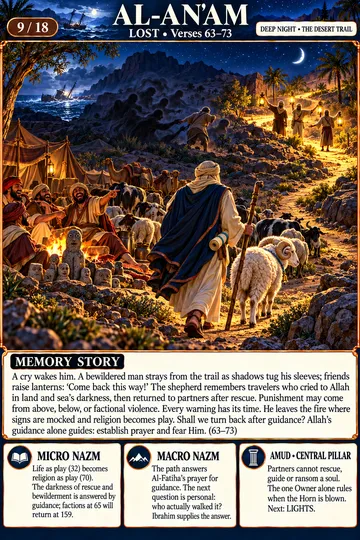 9 / 18
AL-AN'AM
LOST • Verses 63–73
DEEP NIGHT • THE DESERT TRAIL
MEMORY STORY
A cry wakes him. A bewildered man strays from the trail as shadows tug his sleeves; friends
raise lanterns: 'Come back this way!' The shepherd remembers travelers who cried to Allah
in land and sea's darkness, then returned to partners after rescue. Punishment may come
from above, below, or factional violence. Every warning has its time. He leaves the fire where
signs are mocked and religion becomes play. Shall we turn back after guidance? Allah's
guidance alone guides: establish prayer and fear Him. (63–73)
MICRO NAZM
Life as play (32) becomes
religion as play (70).
The darkness of rescue and
bewilderment is answered by
guidance; factions at 65 will
return at 159.
MACRO NAZM
The path answers
Al-Fatiha's prayer for
guidance. The next
question is personal:
who actually walked it?
Ibrahim supplies the answer.
AMUD • CENTRAL PILLAR
Partners cannot rescue,
guide or ransom a soul.
The one Owner alone rules
when the Horn is blown.
Next: LIGHTS.